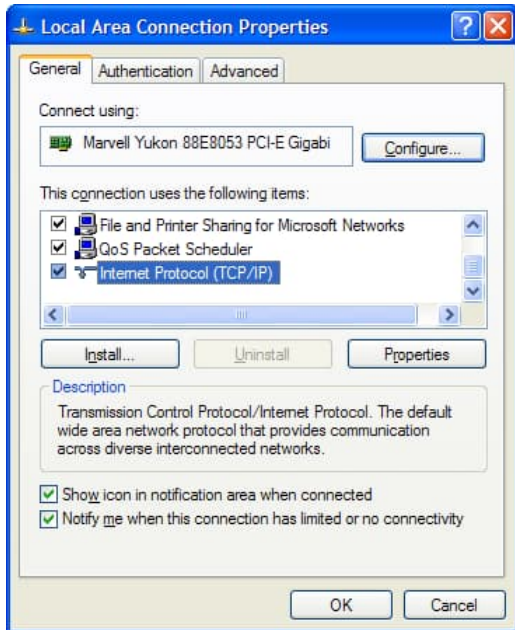 Local Area Connection Properties
General
Authentication
Advanced
Connect using:
Marvell Yukon 88E8053 PCI-E Gigabi
Configure...
This connection uses the following items:
File and Printer Sharing for Microsoft Networks
QoS Packet Scheduler
Internet Protocol (TCP/IP)
Install...
Uninstall
Properties
Description
Transmission Control Protocol/Internet Protocol. The default
wide area network protocol that provides communication
across diverse interconnected networks.
Show icon in notification area when connected
Notify me when this connection has limited or no connectivity
OK
Cancel